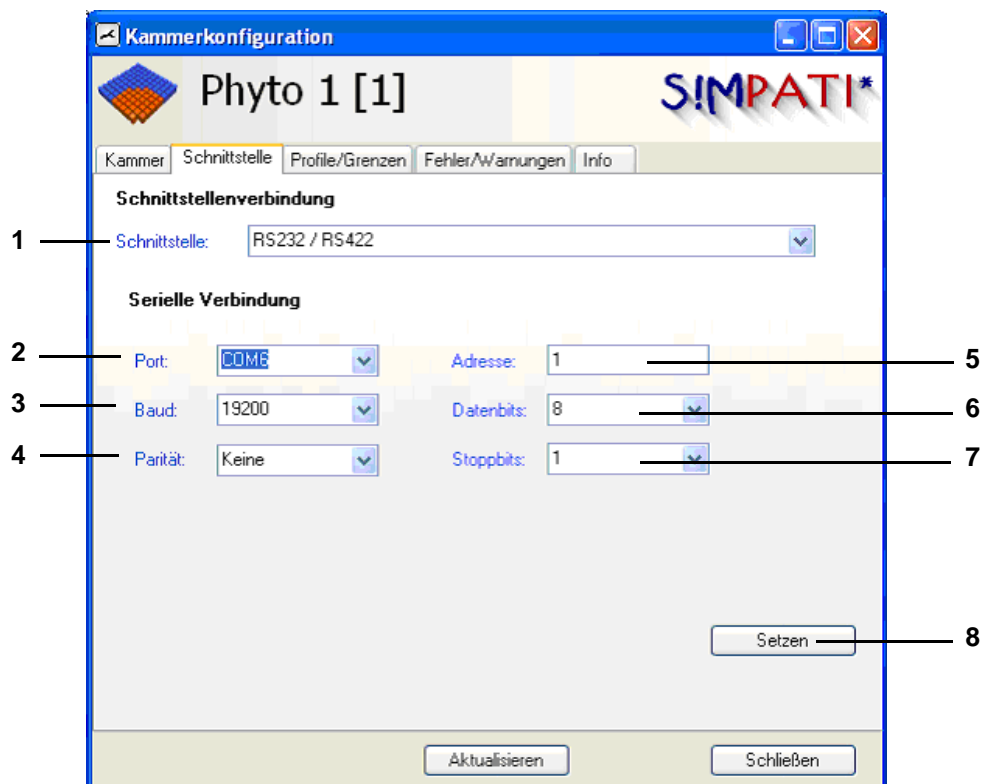 Kammerkonfiguration
Phyto 1 [1]
S!MPATI*
Kammer Schnittstelle Profile/Grenzen Fehler/Warnungen Info
Schnittstellenverbindung
1 Schnittstelle: RS232 / RS422
Serielle Verbindung
2 Port: COM6 Adresse: 1 5
3 Baud: 19200 Datenbits: 8 6
4 Parität: Keine Stoppbits: 1 7
Setzen 8
Aktualisieren Schließen